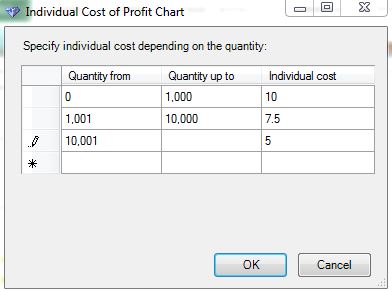 Individual Cost of Profit Chart
Specify individual cost depending on the quantity:
Quantity from Quantity up to Individual cost
0 1,000 10
1,001 10,000 7.5
10,001 5
OK Cancel